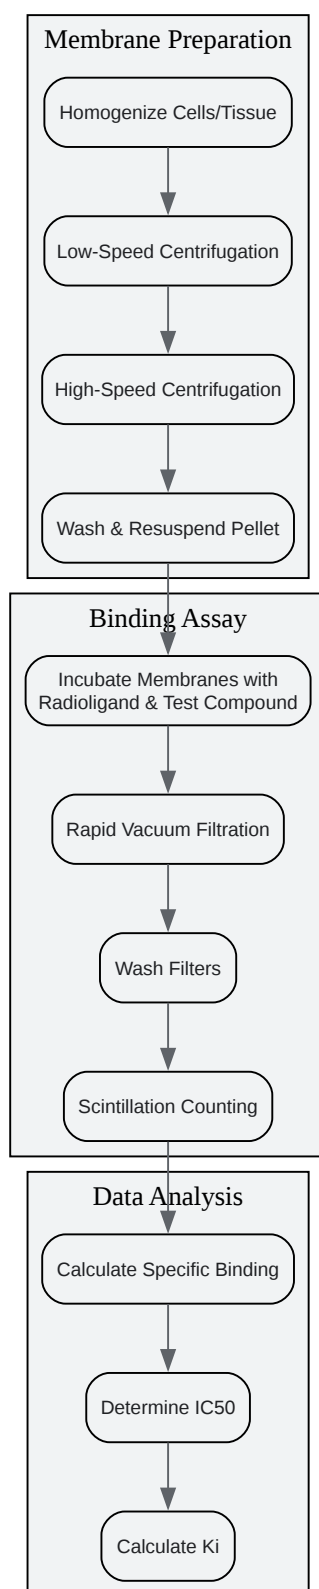 Membrane Preparation
Homogenize Cells/Tissue
Low-Speed Centrifugation
High-Speed Centrifugation
Wash & Resuspend Pellet
Binding Assay
Incubate Membranes with
Radioligand & Test Compound
Rapid Vacuum Filtration
Wash Filters
Scintillation Counting
Data Analysis
Calculate Specific Binding
Determine IC50
Calculate Ki